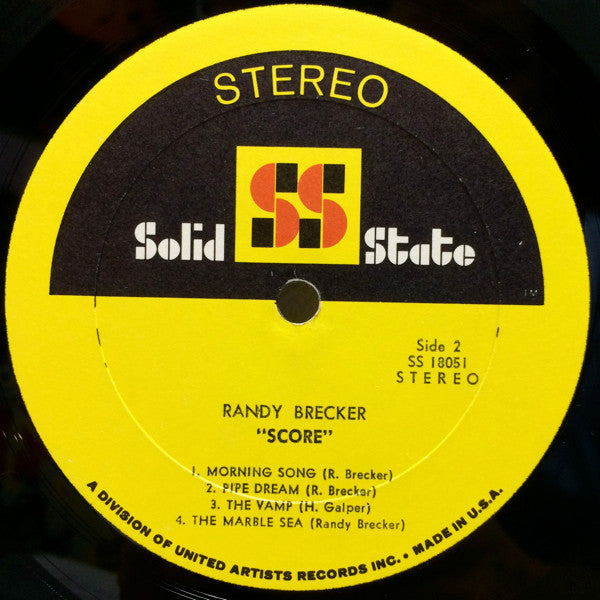 STEREO
SS
Solid State
TM
Side 2
SS 18051
STEREO
RANDY BRECKER
"SCORE"
1. MORNING SONG (R. Brecker)
2. PIPE DREAM (R. Brecker)
3. THE VAMP (H. Galper)
4. THE MARBLE SEA (Randy Brecker)
A DIVISION OF UNITED ARTISTS RECORDS INC. • MADE IN U.S.A.